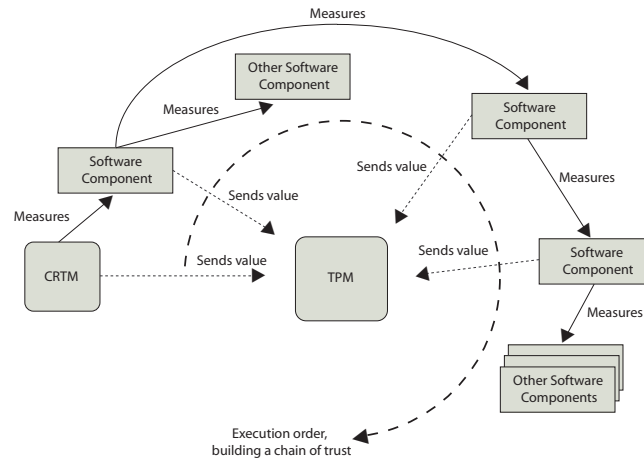 Measures
Other Software
Component
Measures
Software
Component
Software
Component
Sends value
Sends value
Measures
Measures
CRTM
Sends value
TPM
Sends value
Software
Component
Measures
Other Software
Components
Execution order,
building a chain of trust